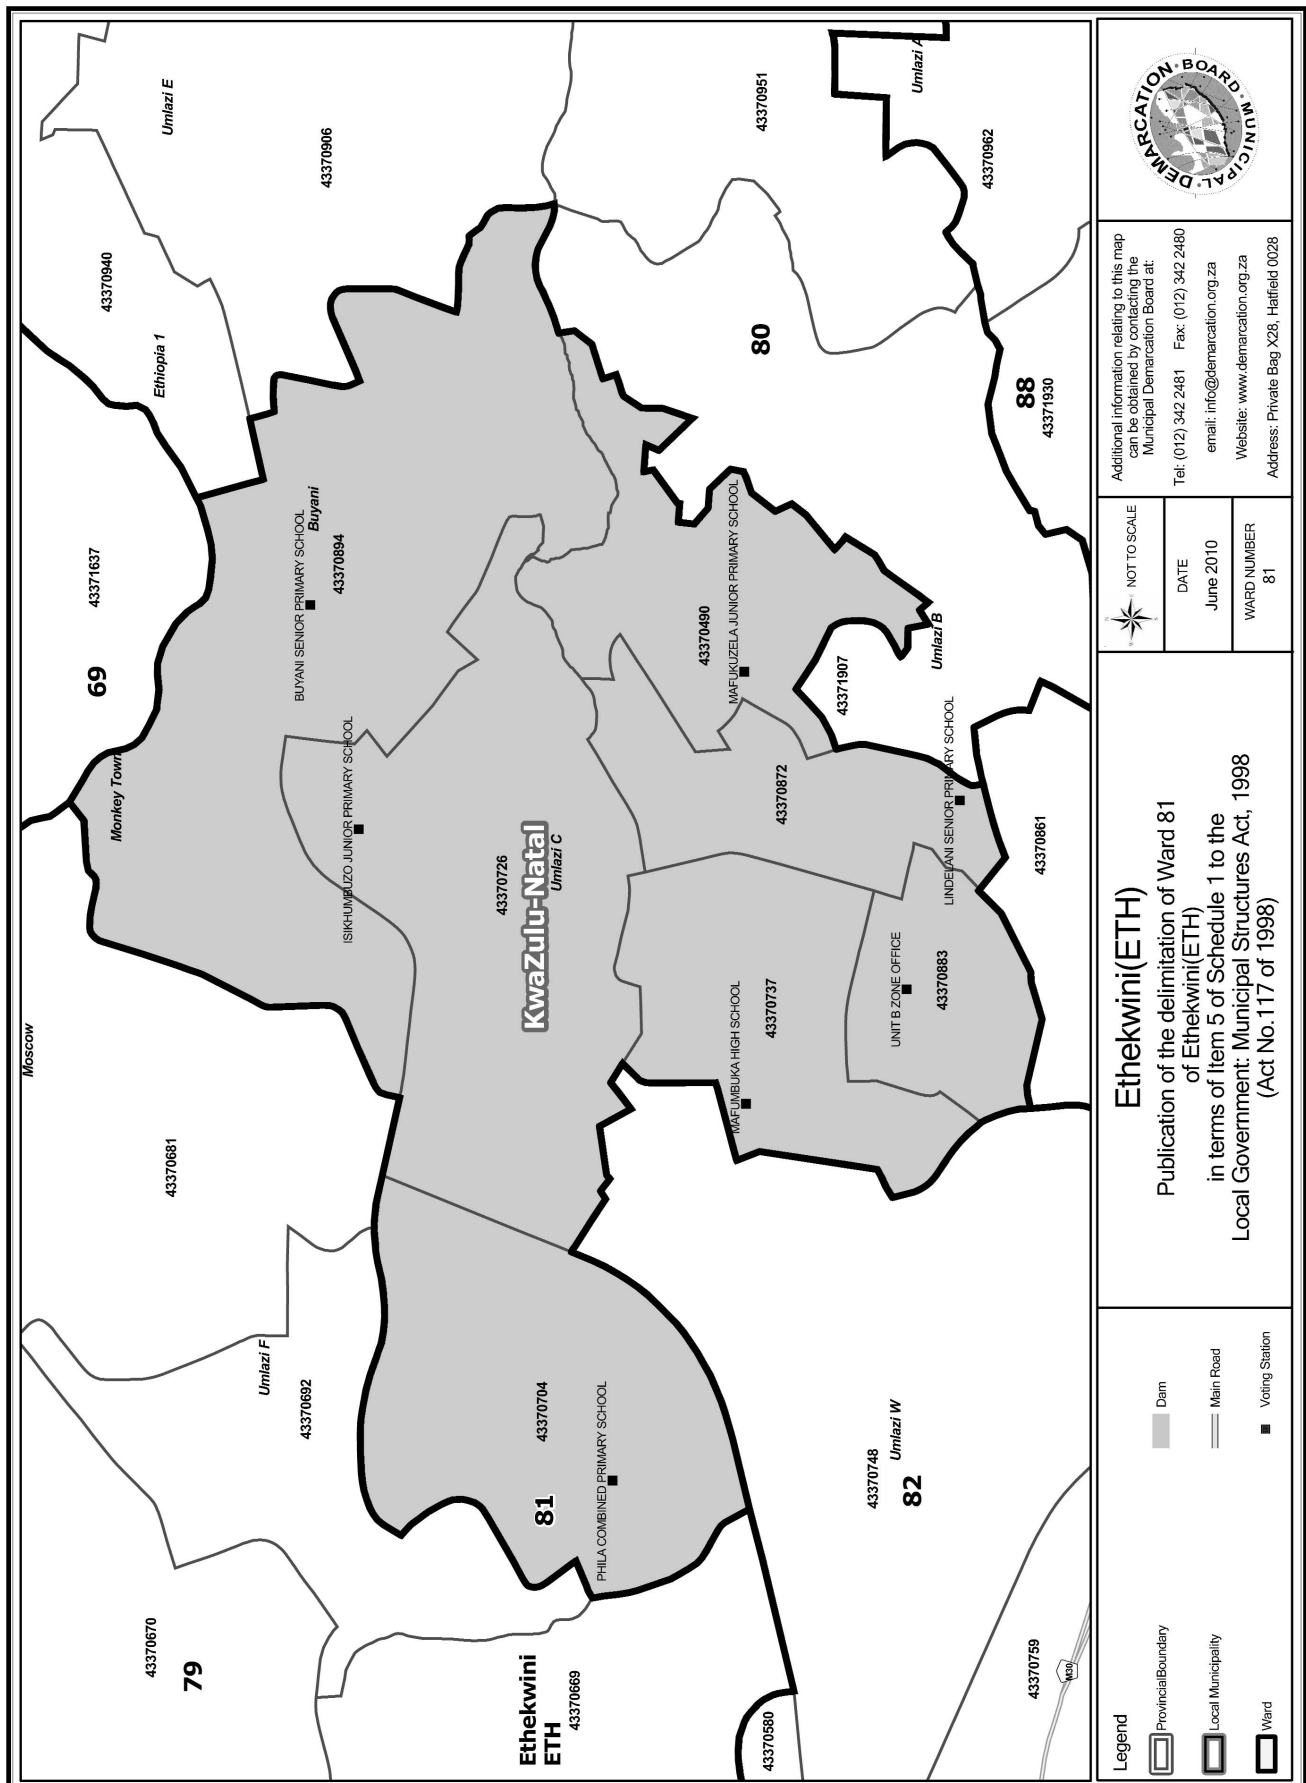 Umlazi E
43370906
43370940
Ethiopia 1
43371637
69
Monkey Town
Moscow
43370681
Umlazi F
43370692
43370670
79
Ethekwini
ETH
43370669
43370580
43370951
Umlazi A
43370962
80
88
43371930
BUYANI SENIOR PRIMARY SCHOOL
Buyani
43370894
ISIKHUMBUZO JUNIOR PRIMARY SCHOOL
43370726
KwaZulu-Natal
Umlazi C
43370490
MAFUKUZELA JUNIOR PRIMARY SCHOOL
43371907
Umlazi B
43370872
LINDELANI SENIOR PRIMARY SCHOOL
43370861
MAFUMBUKA HIGH SCHOOL
43370737
UNIT B ZONE OFFICE
43370883
43370704
81
PHILA COMBINED PRIMARY SCHOOL
43370748
Umlazi W
82
43370759
M30
Legend
ProvincialBoundary
Local Municipality
Ward
Dam
Main Road
Voting Station
Ethekwini(ETH)
Publication of the delimitation of Ward 81
of Ethekwini(ETH)
in terms of Item 5 of Schedule 1 to the
Local Government: Municipal Structures Act, 1998
(Act No.117 of 1998)
N
E
S
W
NOT TO SCALE
DATE
June 2010
WARD NUMBER
81
Additional information relating to this map
can be obtained by contacting the
Municipal Demarcation Board at:
Tel: (012) 342 2481 Fax: (012) 342 2480
email: info@demarcation.org.za
Website: www.demarcation.org.za
Address: Private Bag X28, Hatfield 0028
MUNICIPAL • DEMARCATION • BOARD •